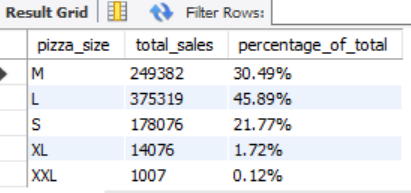 Result Grid Filter Rows:
pizza_size total_sales percentage_of_total
M 249382 30.49%
L 375319 45.89%
S 178076 21.77%
XL 14076 1.72%
XXL 1007 0.12%